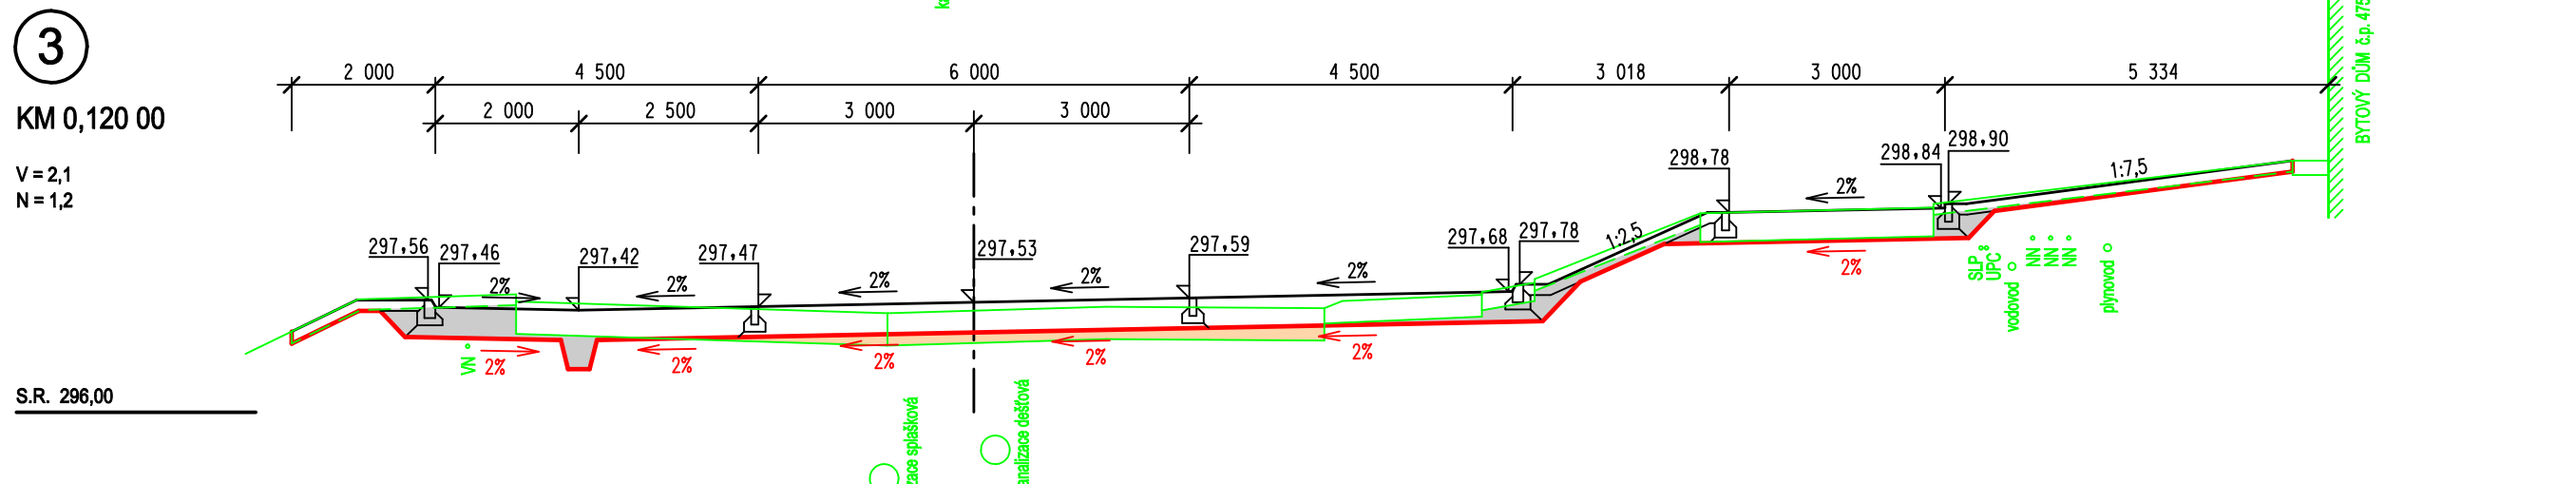 3
KM 0,120 00
V = 2,1
N = 1,2
S.R. 296,00
2 000
4 500
6 000
4 500
3 018
3 000
5 334
2 000
2 500
3 000
3 000
297,56
297,46
297,42
297,47
297,53
297,59
297,68
297,78
298,78
298,84
298,90
2%
2%
2%
2%
2%
1:2,5
2%
1:7,5
2%
2%
2%
2%
2%
2%
VN
SLP
UPC
vodovod
NN
NN
NN
plynovod
zace splašková
analizace dešťová
BYTOVÝ DŮM č.p. 475